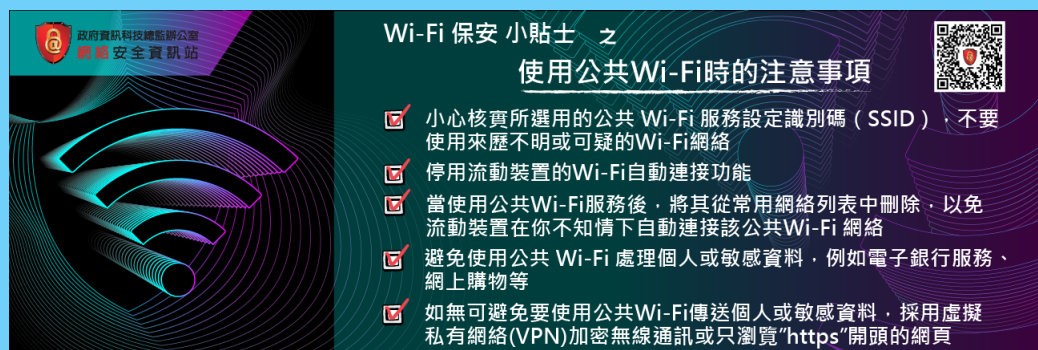 政府資訊科技總監辦公室
網絡安全資訊站
Wi-Fi 保安 小貼士 之
使用公共Wi-Fi時的注意事項
小心核實所選用的公共 Wi-Fi 服務設定識別碼（SSID），不要
使用來歷不明或可疑的Wi-Fi網絡
停用流動裝置的Wi-Fi自動連接功能
當使用公共Wi-Fi服務後，將其從常用網絡列表中刪除，以免
流動裝置在你不知情下自動連接該公共Wi-Fi 網絡
避免使用公共 Wi-Fi 處理個人或敏感資料，例如電子銀行服務、
網上購物等
如無可避免要使用公共Wi-Fi傳送個人或敏感資料，採用虛擬
私有網絡(VPN)加密無線通訊或只瀏覽"https"開頭的網頁